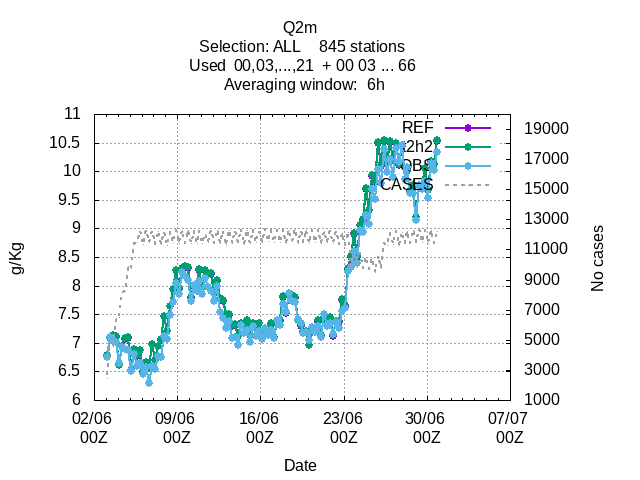 Q2m
Selection: ALL    845 stations
Used  00,03,...,21  + 00 03 ... 66
Averaging window:  6h
11
10.5
10
9.5
9
8.5
8
7.5
7
6.5
6
g/Kg
REF
OBS
CASES
19000
17000
15000
13000
11000
9000
7000
5000
3000
1000
No cases
02/06 09/06 16/06 23/06 30/06 07/07
00Z 00Z 00Z 00Z 00Z 00Z
Date